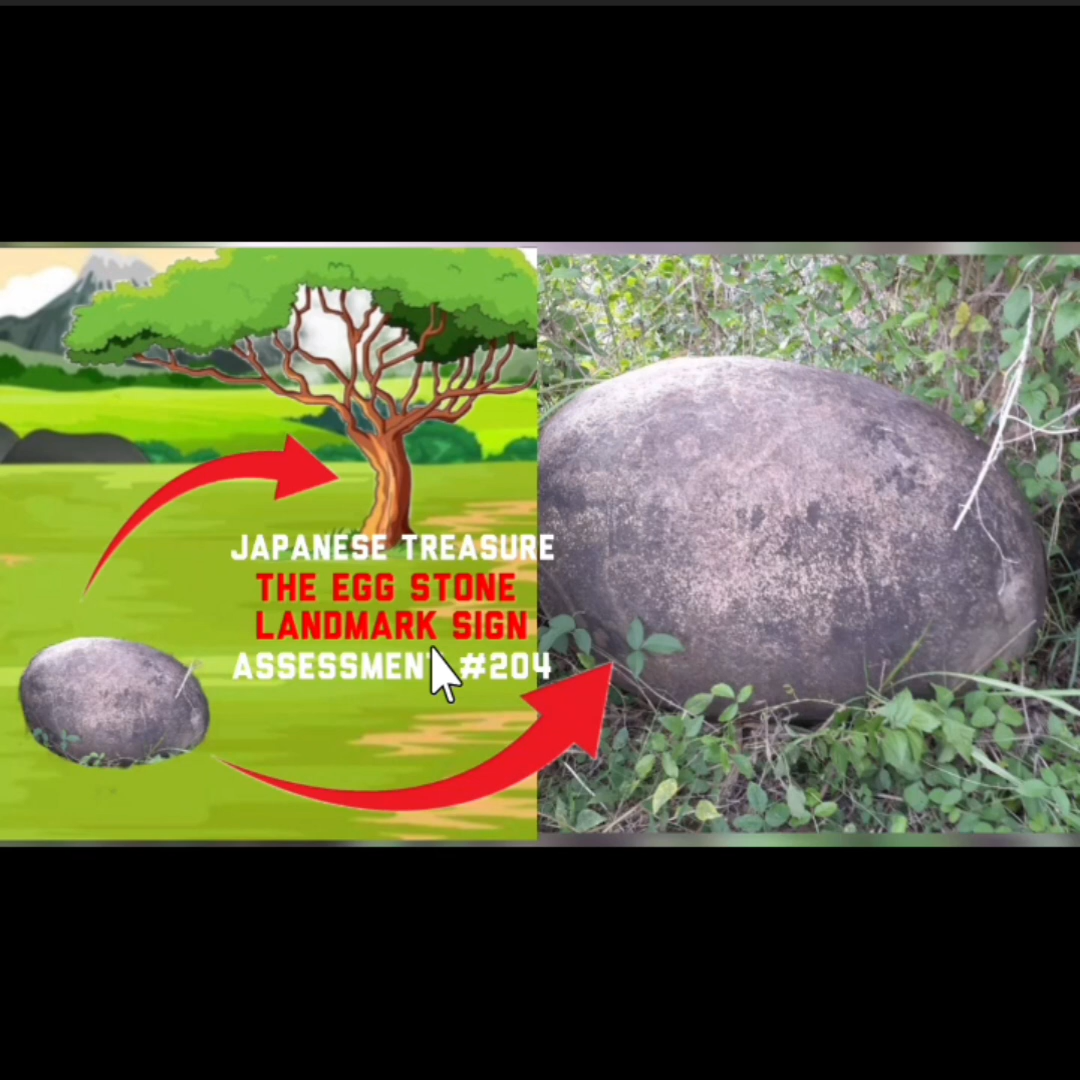 JAPANESE TREASURE
THE EGG STONE
LANDMARK SIGN
ASSESSMENT #204